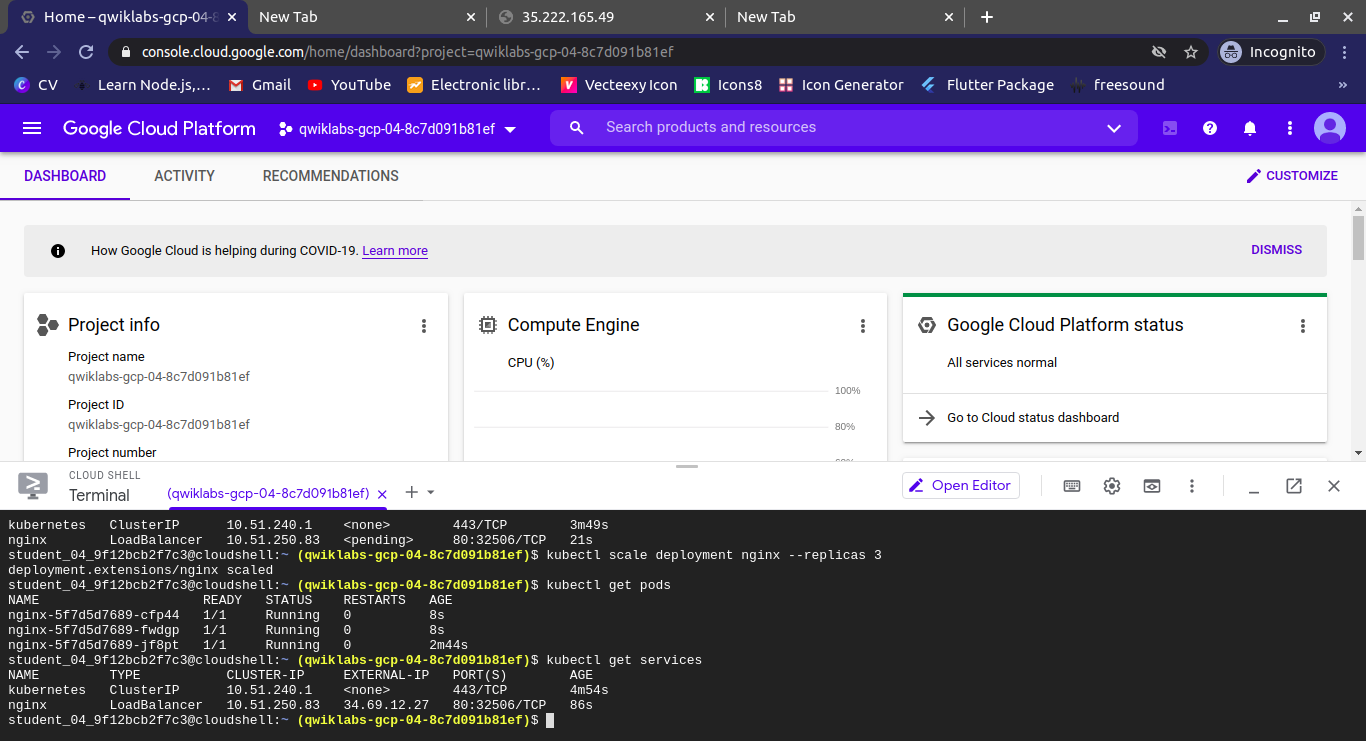 Home – qwiklabs-gcp-04-8
New Tab
35.222.165.49
New Tab
console.cloud.google.com/home/dashboard?project=qwiklabs-gcp-04-8c7d091b81ef
Incognito
CV
Learn Node.js,...
Gmail
YouTube
Electronic libr...
Vecteexy Icon
Icons8
Icon Generator
Flutter Package
freesound
»
Google Cloud Platform
qwiklabs-gcp-04-8c7d091b81ef
Search products and resources
DASHBOARD
ACTIVITY
RECOMMENDATIONS
CUSTOMIZE
How Google Cloud is helping during COVID-19. Learn more
DISMISS
Project info
Project name
qwiklabs-gcp-04-8c7d091b81ef
Project ID
qwiklabs-gcp-04-8c7d091b81ef
Project number
Compute Engine
CPU (%)
100%
80%
Google Cloud Platform status
All services normal
Go to Cloud status dashboard
CLOUD SHELL
Terminal
(qwiklabs-gcp-04-8c7d091b81ef)
Open Editor
kubernetes   ClusterIP      10.51.240.1    <none>        443/TCP        3m49s
nginx        LoadBalancer   10.51.250.83   <pending>     80:32506/TCP   21s
student_04_9f12bcb2f7c3@cloudshell:~ (qwiklabs-gcp-04-8c7d091b81ef)$ kubectl scale deployment nginx --replicas 3
deployment.extensions/nginx scaled
student_04_9f12bcb2f7c3@cloudshell:~ (qwiklabs-gcp-04-8c7d091b81ef)$ kubectl get pods
NAME                     READY   STATUS    RESTARTS   AGE
nginx-5f7d5d7689-cfp44   1/1     Running   0          8s
nginx-5f7d5d7689-fwdgp   1/1     Running   0          8s
nginx-5f7d5d7689-jf8pt   1/1     Running   0          2m44s
student_04_9f12bcb2f7c3@cloudshell:~ (qwiklabs-gcp-04-8c7d091b81ef)$ kubectl get services
NAME         TYPE           CLUSTER-IP     EXTERNAL-IP   PORT(S)        AGE
kubernetes   ClusterIP      10.51.240.1    <none>        443/TCP        4m54s
nginx        LoadBalancer   10.51.250.83   34.69.12.27   80:32506/TCP   86s
student_04_9f12bcb2f7c3@cloudshell:~ (qwiklabs-gcp-04-8c7d091b81ef)$